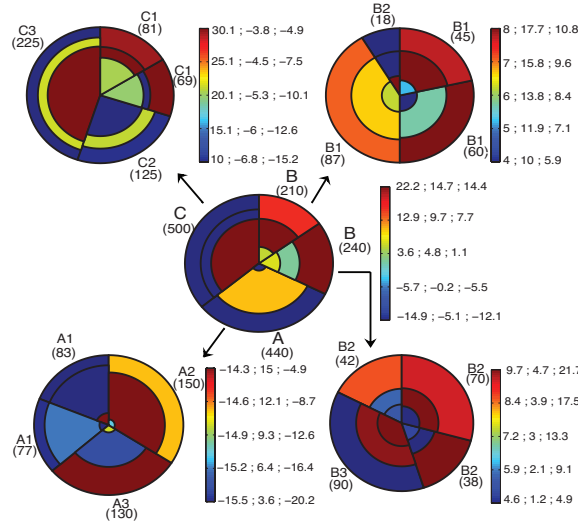 C3
(225)
C1
(81)
C1
(69)
C2
(125)
30.1 ; −3.8 ; −4.9
25.1 ; −4.5 ; −7.5
20.1 ; −5.3 ; −10.1
15.1 ; −6 ; −12.6
10 ; −6.8 ; −15.2
B2
(18)
B1
(45)
B1
(60)
B1
(87)
8 ; 17.7 ; 10.8
7 ; 15.8 ; 9.6
6 ; 13.8 ; 8.4
5 ; 11.9 ; 7.1
4 ; 10 ; 5.9
C
(500)
B
(210)
B
(240)
A
(440)
22.2 ; 14.7 ; 14.4
12.9 ; 9.7 ; 7.7
3.6 ; 4.8 ; 1.1
−5.7 ; −0.2 ; −5.5
−14.9 ; −5.1 ; −12.1
A1
(83)
A2
(150)
A1
(77)
A3
(130)
−14.3 ; 15 ; −4.9
−14.6 ; 12.1 ; −8.7
−14.9 ; 9.3 ; −12.6
−15.2 ; 6.4 ; −16.4
−15.5 ; 3.6 ; −20.2
B2
(42)
B2
(70)
B3
(90)
B2
(38)
9.7 ; 4.7 ; 21.7
8.4 ; 3.9 ; 17.5
7.2 ; 3 ; 13.3
5.9 ; 2.1 ; 9.1
4.6 ; 1.2 ; 4.9